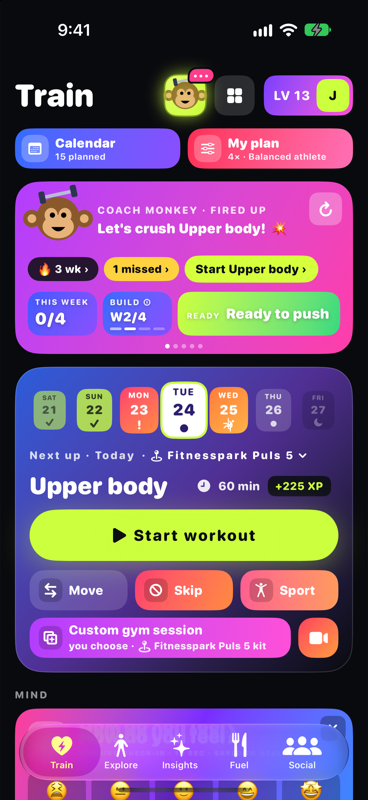 9:41
Train
LV 13
J
Calendar
15 planned
My plan
4× · Balanced athlete
COACH MONKEY · FIRED UP
Let's crush Upper body! 💥
🔥 3 wk ›
1 missed ›
Start Upper body ›
THIS WEEK
0/4
BUILD
W2/4
READY Ready to push
SAT
21
SUN
22
MON
23
!
TUE
24
WED
25
THU
26
FRI
27
Next up · Today · Fitnesspark Puls 5
Upper body
60 min
+225 XP
Start workout
Move
Skip
Sport
Custom gym session
you choose · Fitnesspark Puls 5 kit
MIND
Train
Explore
Insights
Fuel
Social